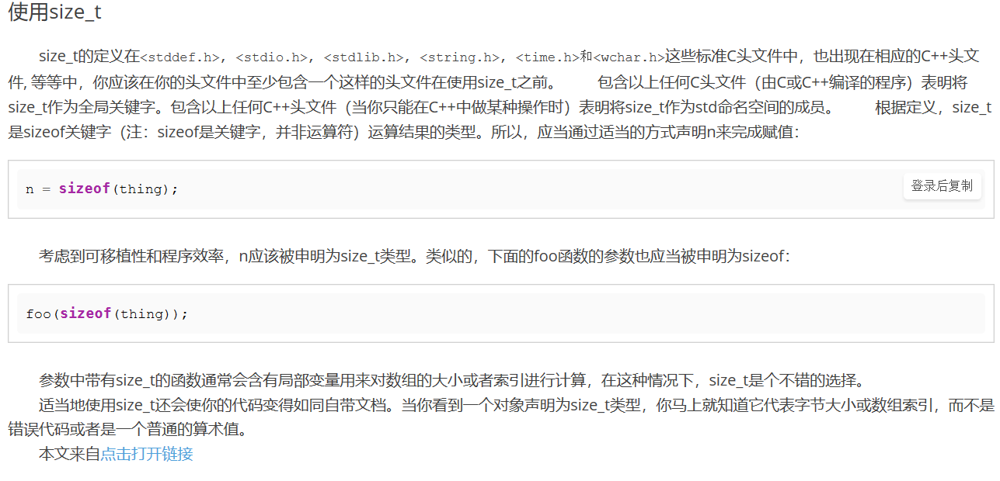 使用size_t
size_t的定义在<stddef.h>，<stdio.h>，<stdlib.h>，<string.h>，<time.h>和<wchar.h>这些标准C头文件中，也出现在相应的C++头文
件, 等等中，你应该在你的头文件中至少包含一个这样的头文件在使用size_t之前。 包含以上任何C头文件（由C或C++编译的程序）表明将
size_t作为全局关键字。包含以上任何C++头文件（当你只能在C++中做某种操作时）表明将size_t作为std命名空间的成员。 根据定义，size_t
是sizeof关键字（注：sizeof是关键字，并非运算符）运算结果的类型。所以，应当通过适当的方式声明n来完成赋值：
n = sizeof(thing);
登录后复制
考虑到可移植性和程序效率，n应该被申明为size_t类型。类似的，下面的foo函数的参数也应当被申明为sizeof：
foo(sizeof(thing));
参数中带有size_t的函数通常会含有局部变量用来对数组的大小或者索引进行计算，在这种情况下，size_t是个不错的选择。
适当地使用size_t还会使你的代码变得如同自带文档。当你看到一个对象声明为size_t类型，你马上就知道它代表字节大小或数组索引，而不是
错误代码或者是一个普通的算术值。
本文来自点击打开链接